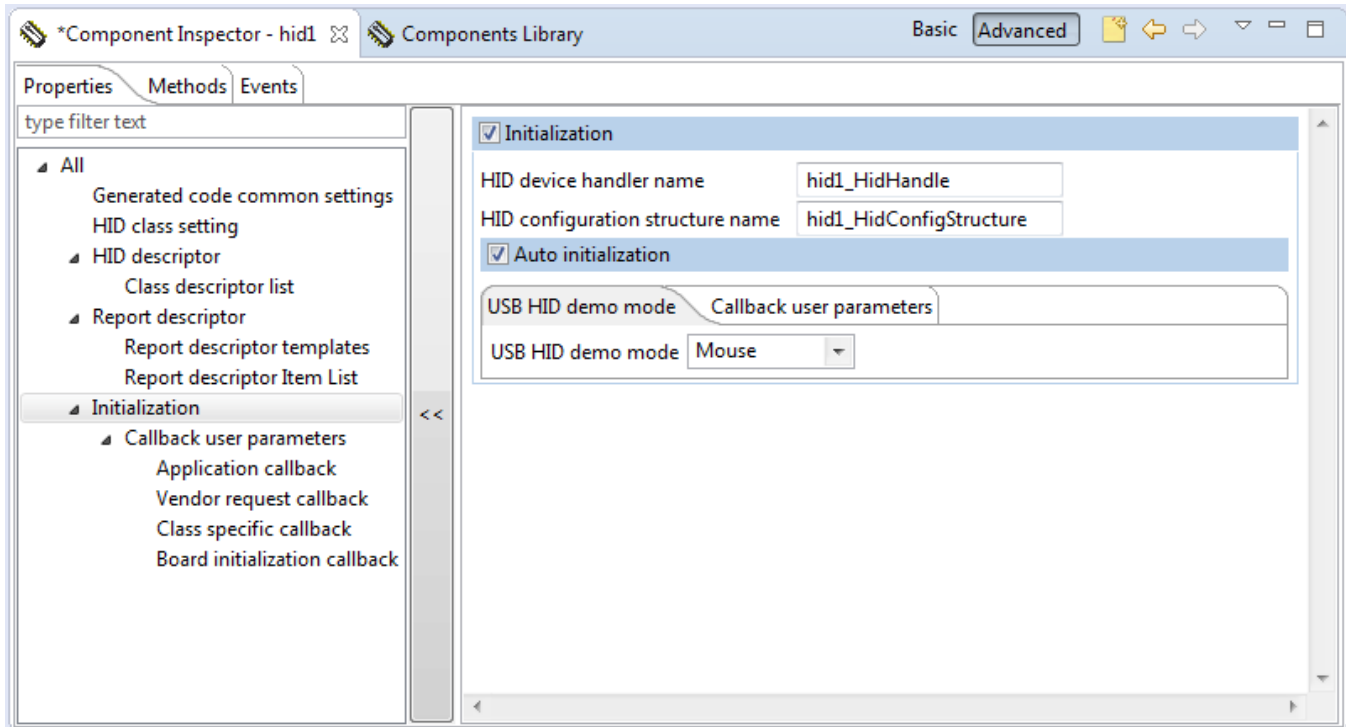 *Component Inspector - hid1 Components Library Basic Advanced
Properties Methods Events
type filter text
All
Generated code common settings
HID class setting
HID descriptor
Class descriptor list
Report descriptor
Report descriptor templates
Report descriptor Item List
Initialization
Callback user parameters
Application callback
Vendor request callback
Class specific callback
Board initialization callback
<<
Initialization
HID device handler name hid1_HidHandle
HID configuration structure name hid1_HidConfigStructure
Auto initialization
USB HID demo mode Callback user parameters
USB HID demo mode Mouse